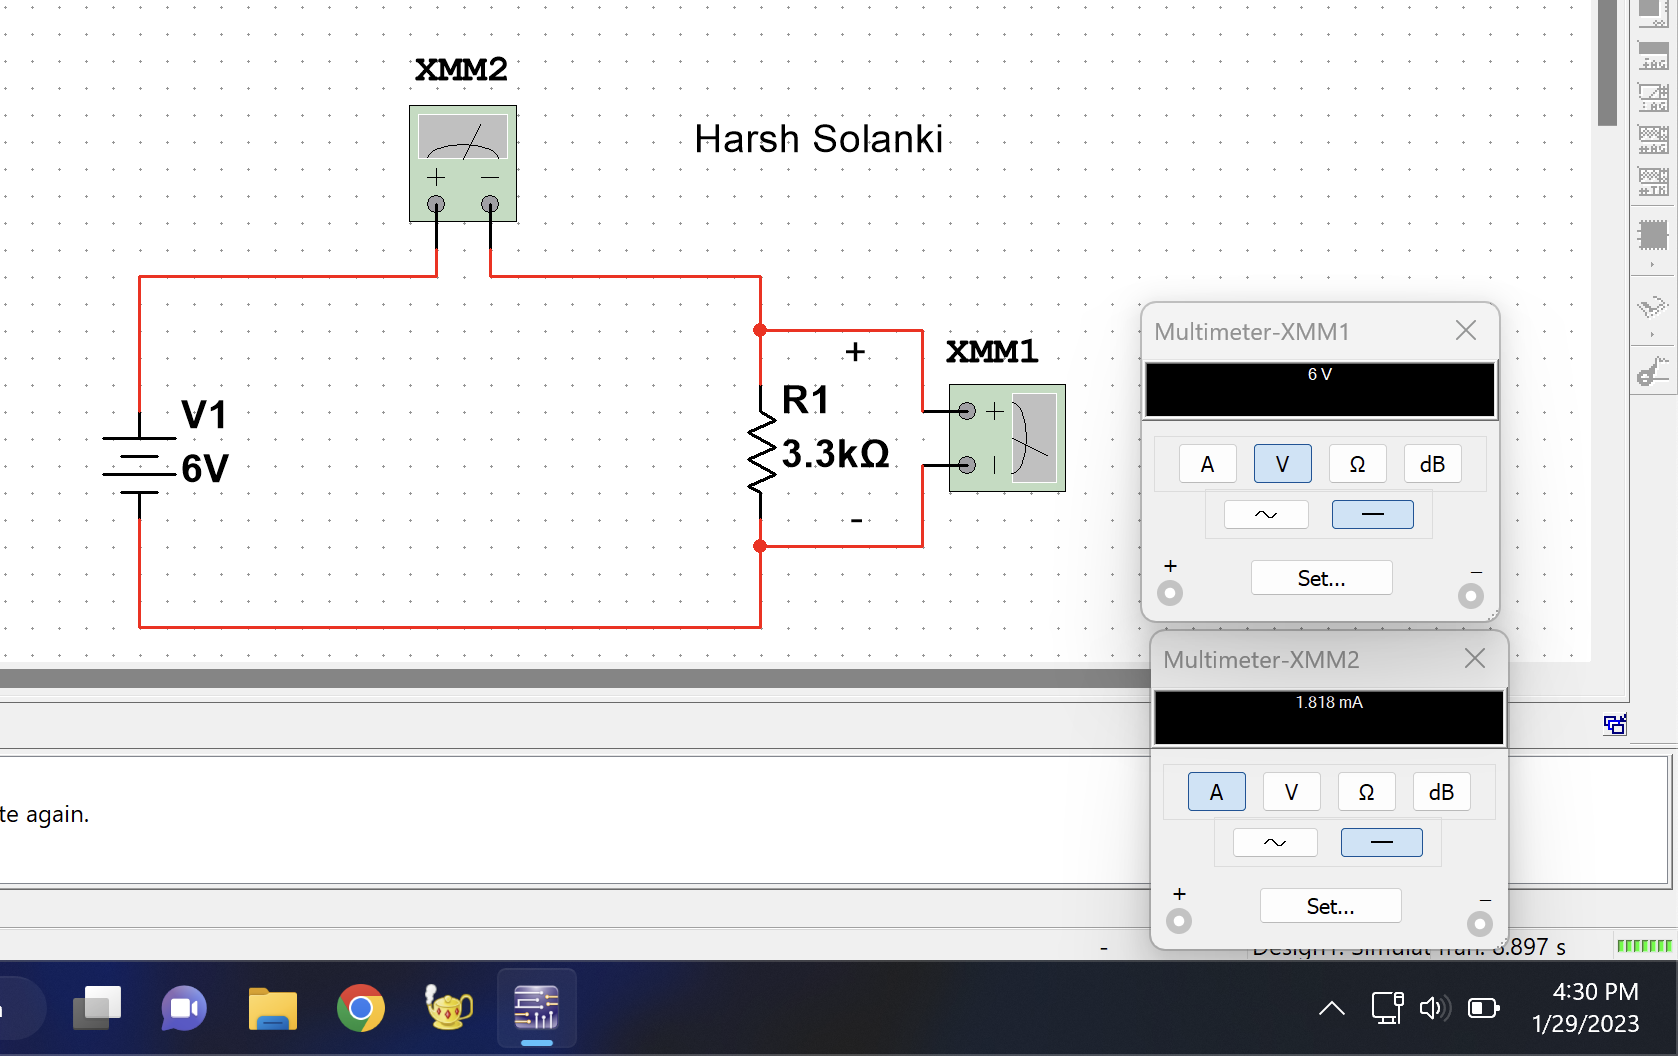 XMM2
Harsh Solanki
+ −
V1
6V
+
R1
3.3kΩ
-
XMM1
+
Multimeter-XMM1
6 V
A V Ω dB
~ —
+ −
Set...
Multimeter-XMM2
1.818 mA
A V Ω dB
~ —
+ −
Set...
te again.
-
8.897 s
4:30 PM
1/29/2023